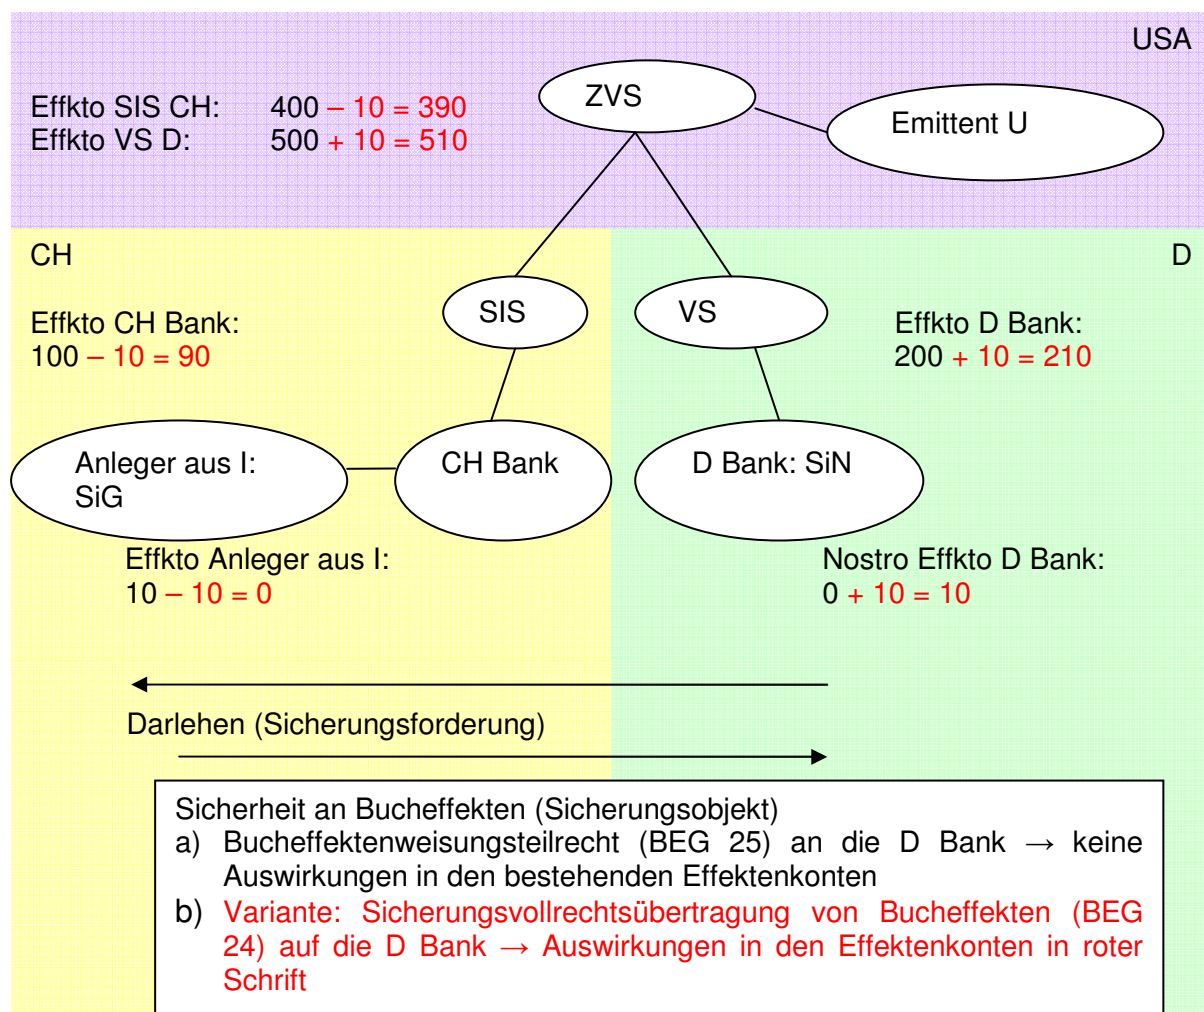 USA
ZVS
Emittent U
Effkto SIS CH: 400 – 10 = 390
Effkto VS D: 500 + 10 = 510
CH
D
SIS
VS
Effkto CH Bank:
100 – 10 = 90
Effkto D Bank:
200 + 10 = 210
Anleger aus I:
SiG
CH Bank
D Bank: SiN
Effkto Anleger aus I:
10 – 10 = 0
Nostro Effkto D Bank:
0 + 10 = 10
Darlehen (Sicherungsforderung)
Sicherheit an Bucheffekten (Sicherungsobjekt)
a) Bucheffektenweisungsteilrecht (BEG 25) an die D Bank → keine
Auswirkungen in den bestehenden Effektenkonten
b) Variante: Sicherungsvollrechtsübertragung von Bucheffekten (BEG
24) auf die D Bank → Auswirkungen in den Effektenkonten in roter
Schrift